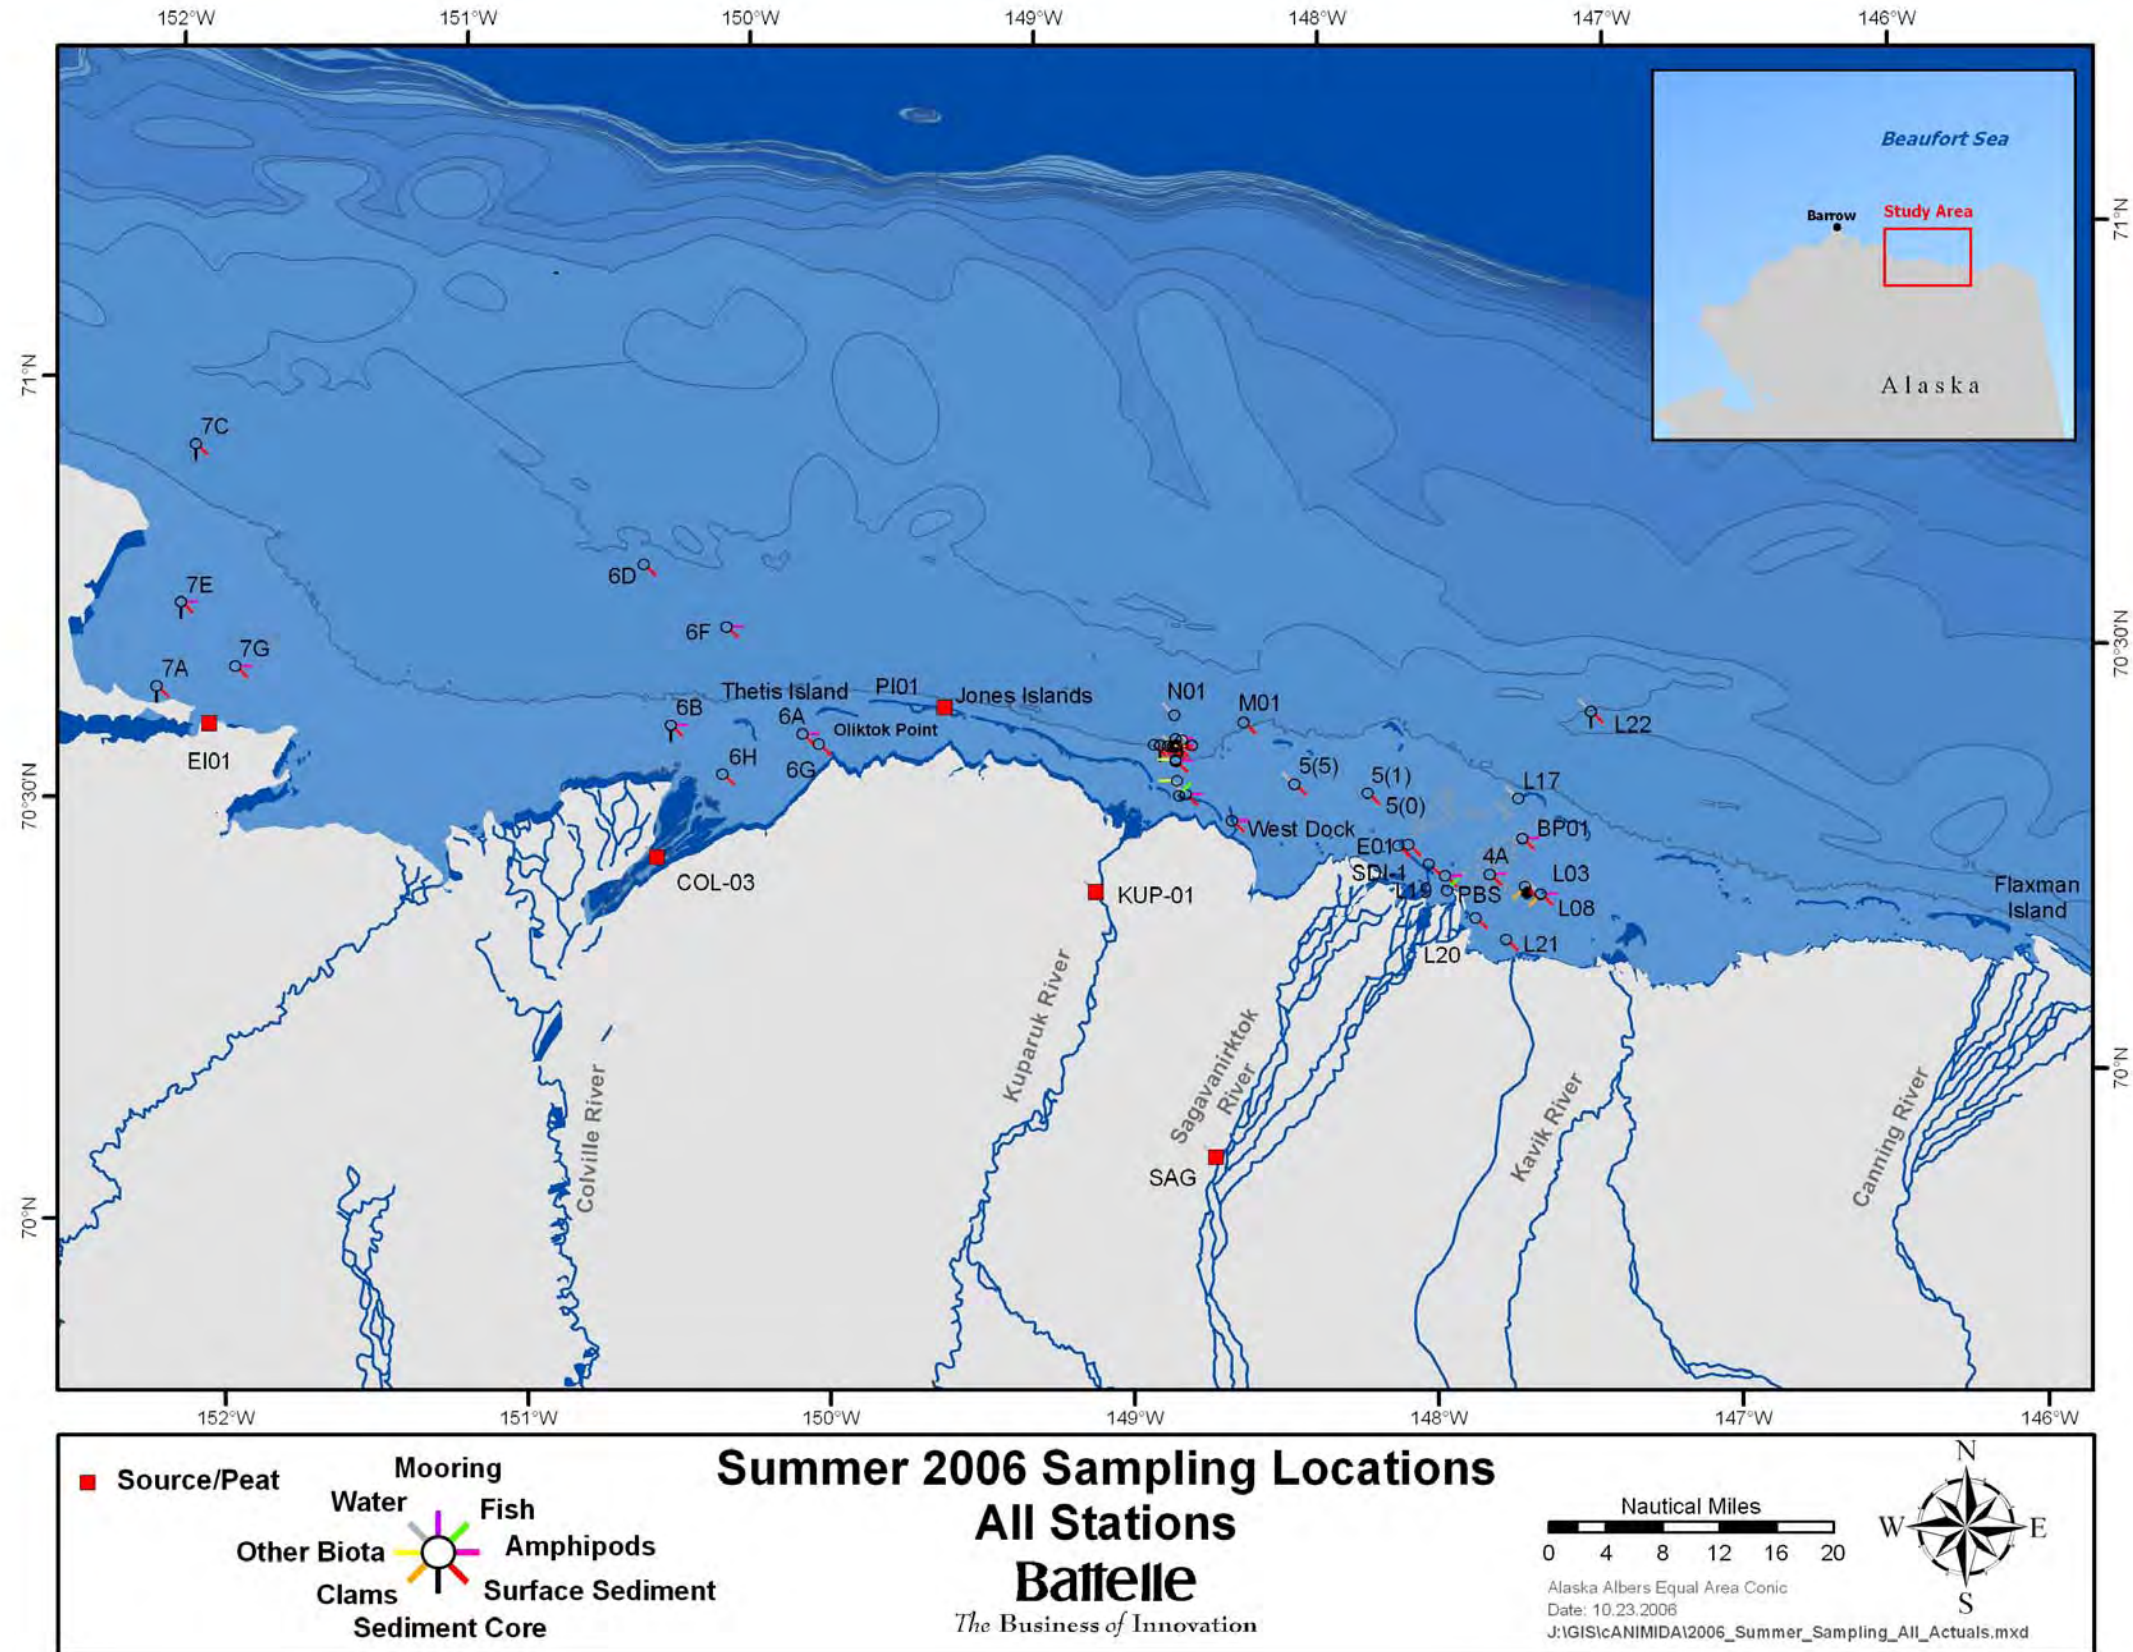 152°W
151°W
150°W
149°W
148°W
147°W
146°W
71°N
70°30'N
70°N
71°N
70°30'N
70°N
Beaufort Sea
Barrow
Study Area
Alaska
7C
7E
7G
7A
EI01
6D
6F
6B
6H
6A
6G
Thetis Island
Oliktok Point
PI01
Jones Islands
N01
M01
L22
5(5)
5(1)
5(0)
L17
West Dock
BP01
E01
4A
SDI-1
L19
PBS
L03
L08
L20
L21
Flaxman
Island
COL-03
KUP-01
SAG
Colville River
Kuparuk River
Sagavanirktok
River
Kavik River
Canning River
152°W
151°W
150°W
149°W
148°W
147°W
146°W
Source/Peat
Mooring
Water
Fish
Other Biota
Amphipods
Clams
Surface Sediment
Sediment Core
Summer 2006 Sampling Locations
All Stations
Battelle
The Business of Innovation
Nautical Miles
0 4 8 12 16 20
Alaska Albers Equal Area Conic
Date: 10.23.2006
J:\GIS\cANIMIDA\2006_Summer_Sampling_All_Actuals.mxd
N
W
E
S